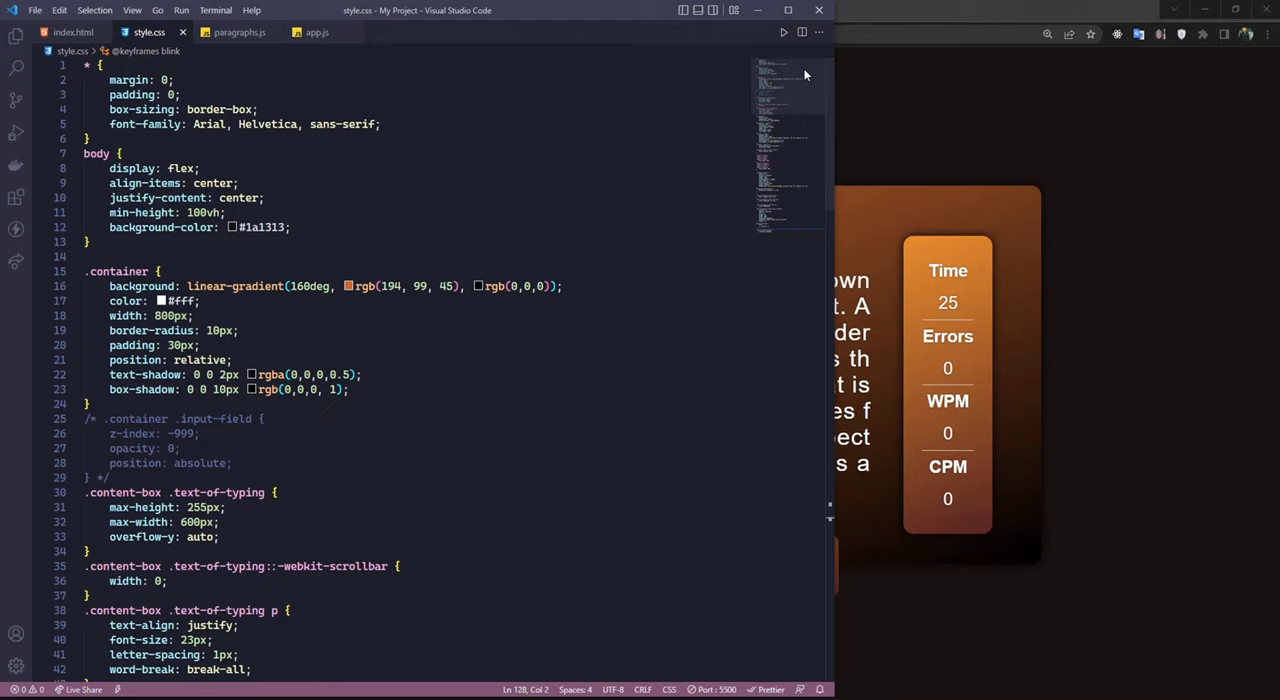 File Edit Selection View Go Run Terminal Help style.css - My Project - Visual Studio Code
index.html style.css paragraphs.js app.js
style.css > @keyframes blink
1 * {
2 margin: 0;
3 padding: 0;
4 box-sizing: border-box;
5 font-family: Arial, Helvetica, sans-serif;
6 }
7 body {
8 display: flex;
9 align-items: center;
10 justify-content: center;
11 min-height: 100vh;
12 background-color: #1a1313;
13 }
14
15 .container {
16 background: linear-gradient(160deg, rgb(194, 99, 45), rgb(0,0,0));
17 color: #fff;
18 width: 800px;
19 border-radius: 10px;
20 padding: 30px;
21 position: relative;
22 text-shadow: 0 0 2px rgba(0,0,0,0.5);
23 box-shadow: 0 0 10px rgb(0,0,0, 1);
24 }
25 /* .container .input-field {
26 z-index: -999;
27 opacity: 0;
28 position: absolute;
29 } */
30 .content-box .text-of-typing {
31 max-height: 255px;
32 max-width: 600px;
33 overflow-y: auto;
34 }
35 .content-box .text-of-typing::-webkit-scrollbar {
36 width: 0;
37 }
38 .content-box .text-of-typing p {
39 text-align: justify;
40 font-size: 23px;
41 letter-spacing: 1px;
42 word-break: break-all;
0 0 Live Share Ln 128, Col 2 Spaces: 4 UTF-8 CRLF CSS Port : 5500 Prettier
own
t. A
der
s th
t is
es f
pect
s a
Time
25
Errors
0
WPM
0
CPM
0